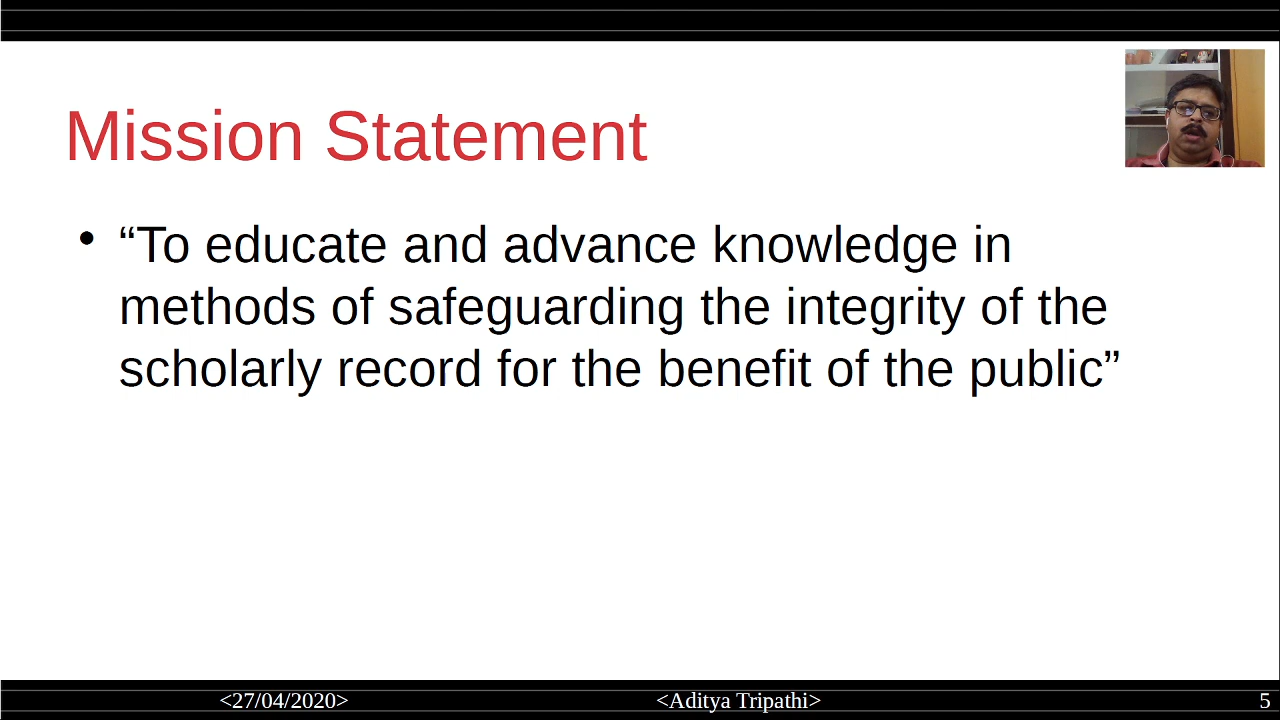 Mission Statement
• “To educate and advance knowledge in
methods of safeguarding the integrity of the
scholarly record for the benefit of the public”
<27/04/2020> <Aditya Tripathi> 5